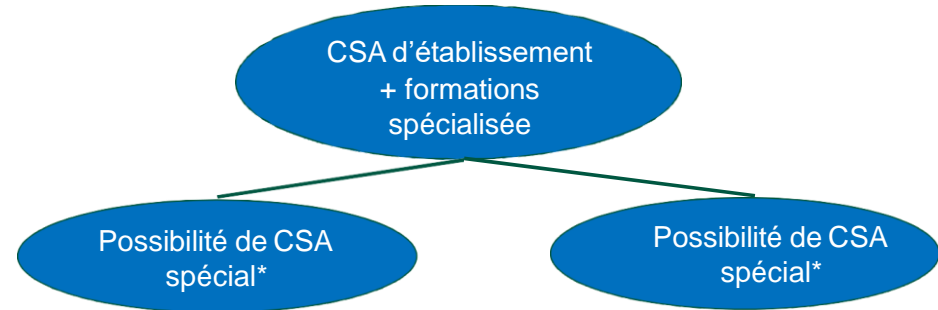 CSA d’établissement
+ formations
spécialisée
Possibilité de CSA
spécial*
Possibilité de CSA
spécial*